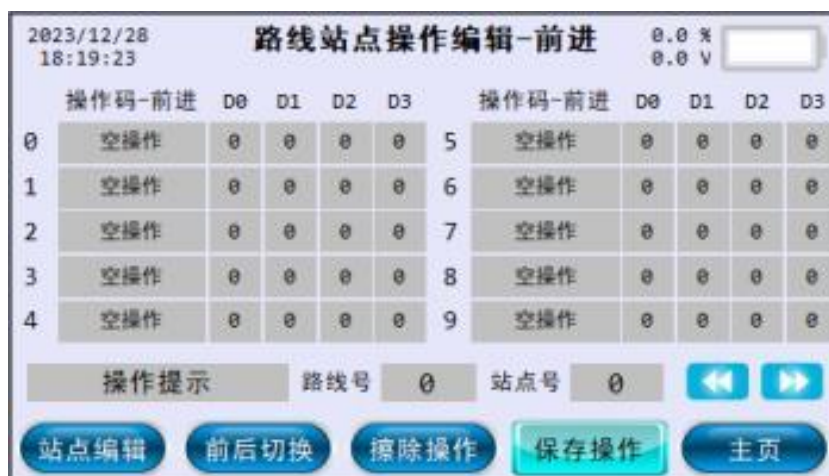 2023/12/28 路线站点操作编辑-前进 0.0 %
18:19:23 0.0 V
操作码-前进 D0 D1 D2 D3 操作码-前进 D0 D1 D2 D3
0 空操作 0 0 0 0 5 空操作 0 0 0 0
1 空操作 0 0 0 0 6 空操作 0 0 0 0
2 空操作 0 0 0 0 7 空操作 0 0 0 0
3 空操作 0 0 0 0 8 空操作 0 0 0 0
4 空操作 0 0 0 0 9 空操作 0 0 0 0
操作提示 路线号 0 站点号 0
站点编辑 前后切换 擦除操作 保存操作 主页